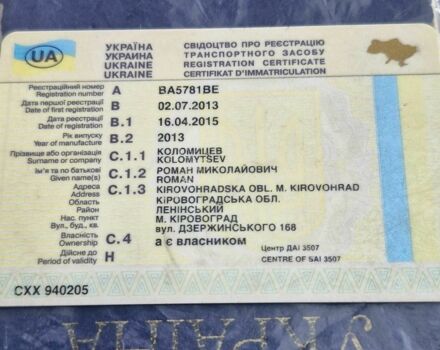 УКРАЇНА
УКРАИНА
UKRAINE
UA
СВІДОЦТВО ПРО РЕЄСТРАЦІЮ
ТРАНСПОРТНОГО ЗАСОБУ
REGISTRATION CERTIFICATE
CERTIFIKAT D'IMMATRICULATION
Реєстраційний номер
Registration number
A
BA5781BE
Дата першої реєстрації
Date of first registration
B
02.07.2013
Дата реєстрації
Date of registration
B.1
16.04.2015
Рік випуску
Year of manufacture
B.2
2013
Прізвище або організація
Surname or company
C.1.1
КОЛОМИЦЕВ
KOLOMYTSEV
Ім'я та по батькові
Given name(s)
C.1.2
РОМАН МИКОЛАЙОВИЧ
ROMAN
Адреса
Address
C.1.3
KIROVOHRADSKA OBL. M. KIROVOHRAD
Область
КІРОВОГРАДСЬКА ОБЛ.
Район
ЛЕНІНСЬКИЙ
Нас. пункт
М. КІРОВОГРАД
Вул., буд., кв.
вул. ДЗЕРЖИНСЬКОГО 168
Власність
Ownership
C.4
а є власником
Центр ДАІ 3507
Дійсне до
Period of validity
H
CENTRE OF SAI 3507
CXX 940205
УКРАЇНА